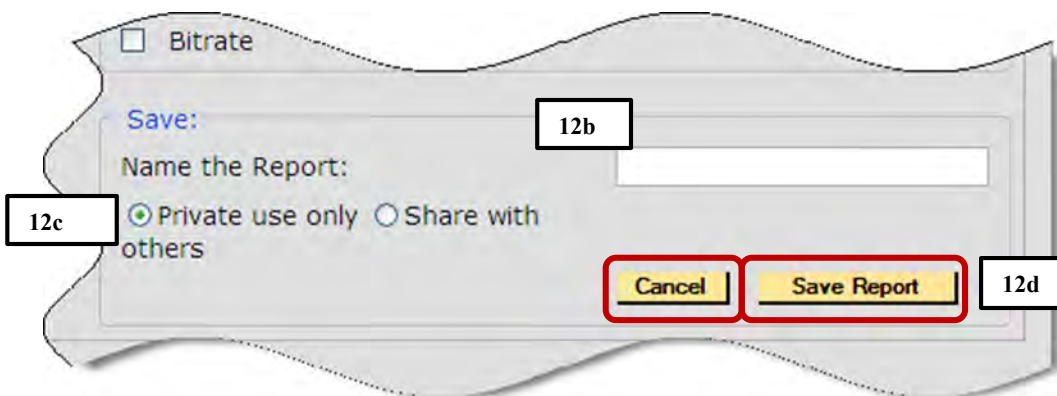 Bitrate
Save:
12b
Name the Report:
12c
Private use only Share with
others
Cancel Save Report
12d